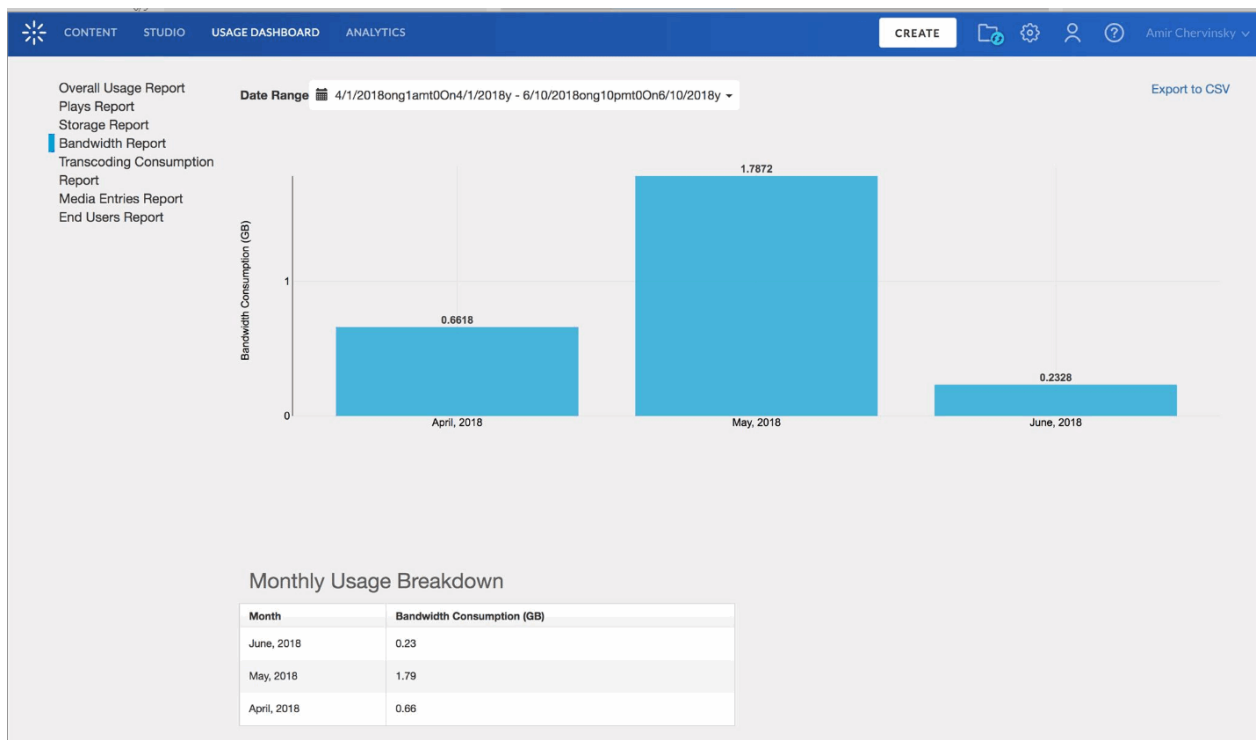 CONTENT STUDIO USAGE DASHBOARD ANALYTICS CREATE Amir Chervinsky
Overall Usage Report
Plays Report
Storage Report
Bandwidth Report
Transcoding Consumption
Report
Media Entries Report
End Users Report
Date Range 4/1/2018ong1amt0On4/1/2018y - 6/10/2018ong10pmt0On6/10/2018y
Export to CSV
Bandwidth Consumption (GB)
1.7872
1
0.6618
0.2328
0
April, 2018 May, 2018 June, 2018
Monthly Usage Breakdown
Month Bandwidth Consumption (GB)
June, 2018 0.23
May, 2018 1.79
April, 2018 0.66